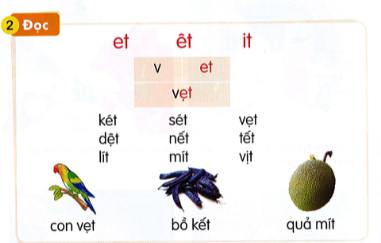 2 Đọc
et êt it
v et
vẹt
két sét vẹt
dệt nết tết
lít mít vịt
con vẹt bồ kết quả mít